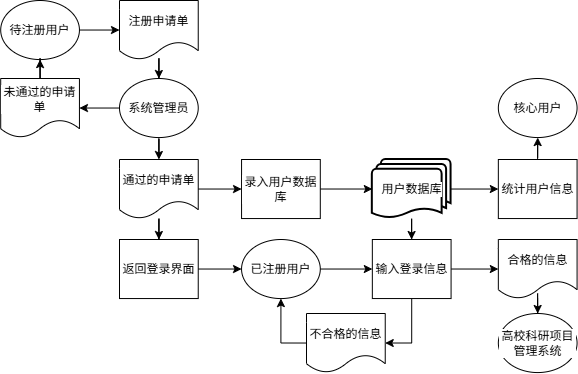 待注册用户
注册申请单
未通过的申请
单
系统管理员
核心用户
通过的申请单
录入用户数据
库
用户数据库
统计用户信息
返回登录界面
已注册用户
输入登录信息
合格的信息
不合格的信息
高校科研项目
管理系统